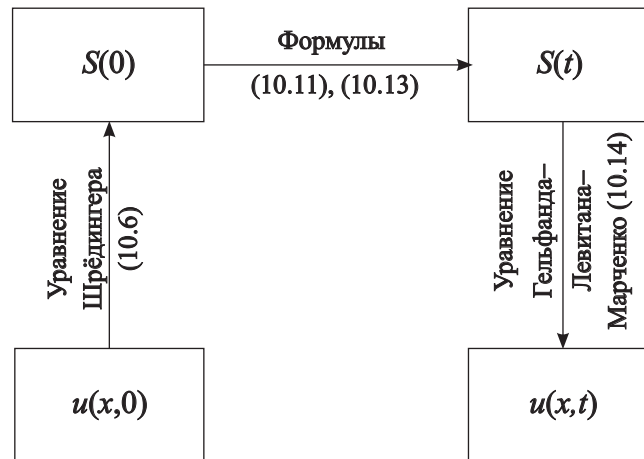 S(0)
Формулы
(10.11), (10.13)
S(t)
Уравнение
Шрёдингера
(10.6)
Уравнение
Гельфанда–
Левитана–
Марченко (10.14)
u(x,0)
u(x,t)